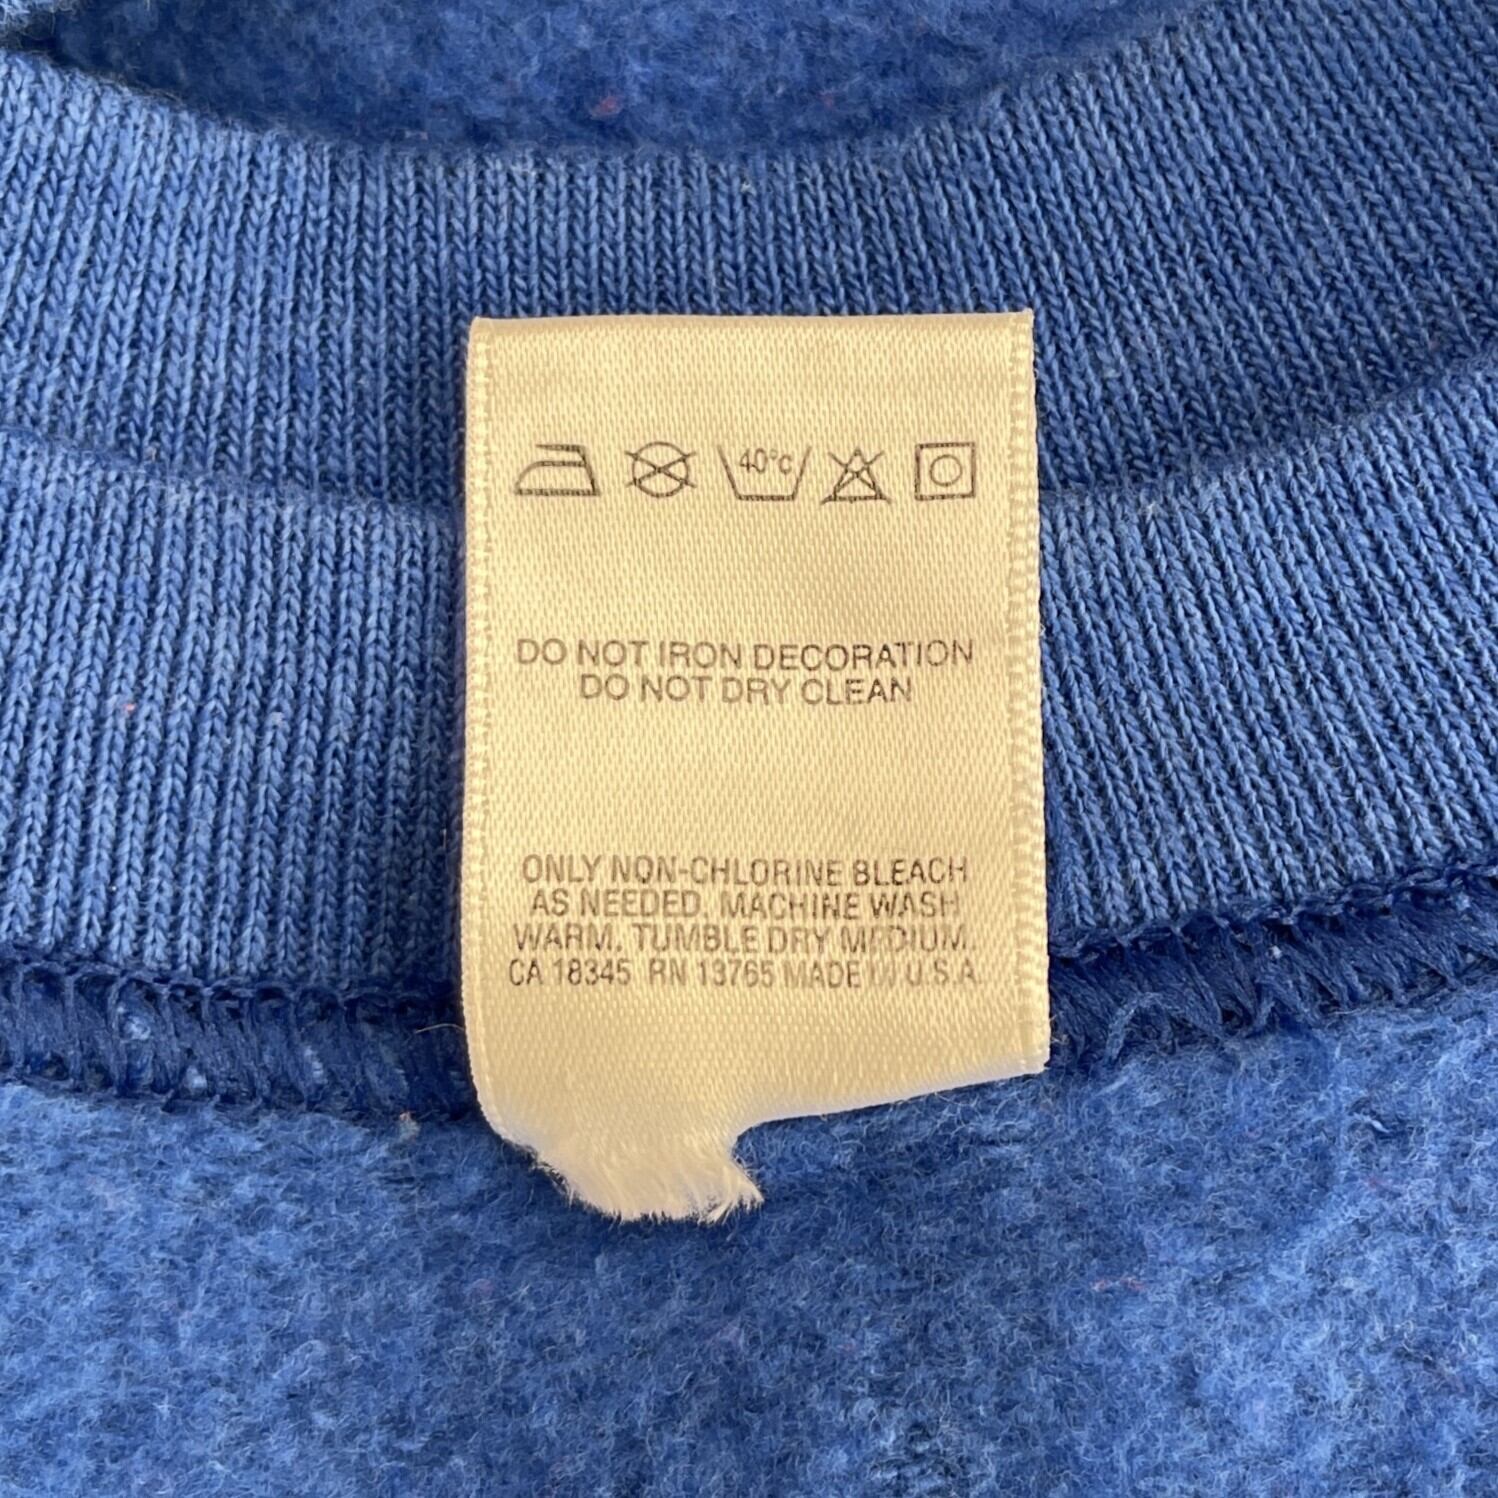 40°c
DO NOT IRON DECORATION
DO NOT DRY CLEAN
ONLY NON-CHLORINE BLEACH
AS NEEDED. MACHINE WASH
WARM. TUMBLE DRY MEDIUM.
CA 18345 RN 13765 MADE IN U.S.A.